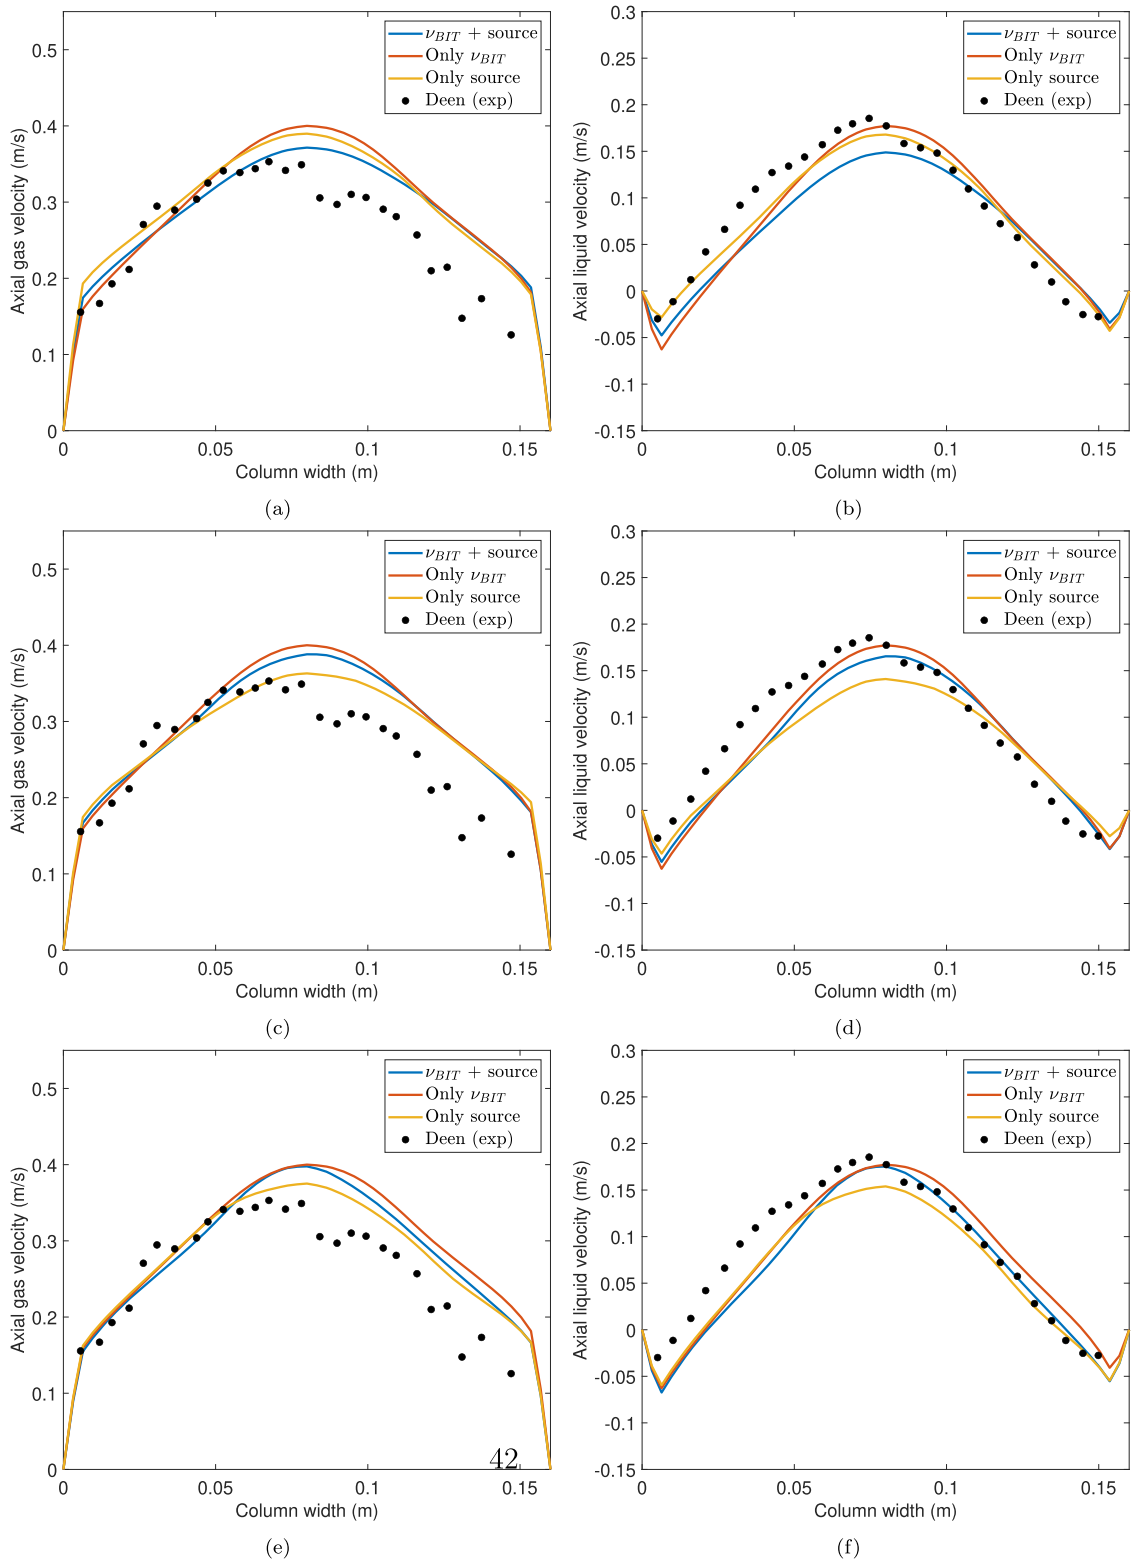 0.5
0.4
0.3
0.2
0.1
0
Axial gas velocity (m/s)
ν_BIT + source
Only ν_BIT
Only source
Deen (exp)
0 0.05 0.1 0.15
Column width (m)
(a)
0.3
0.25
0.2
0.15
0.1
0.05
0
-0.05
-0.1
-0.15
Axial liquid velocity (m/s)
ν_BIT + source
Only ν_BIT
Only source
Deen (exp)
0 0.05 0.1 0.15
Column width (m)
(b)
0.5
0.4
0.3
0.2
0.1
0
Axial gas velocity (m/s)
ν_BIT + source
Only ν_BIT
Only source
Deen (exp)
0 0.05 0.1 0.15
Column width (m)
(c)
0.3
0.25
0.2
0.15
0.1
0.05
0
-0.05
-0.1
-0.15
Axial liquid velocity (m/s)
ν_BIT + source
Only ν_BIT
Only source
Deen (exp)
0 0.05 0.1 0.15
Column width (m)
(d)
0.5
0.4
0.3
0.2
0.1
0
Axial gas velocity (m/s)
ν_BIT + source
Only ν_BIT
Only source
Deen (exp)
42
0 0.05 0.1 0.15
Column width (m)
(e)
0.3
0.25
0.2
0.15
0.1
0.05
0
-0.05
-0.1
-0.15
Axial liquid velocity (m/s)
ν_BIT + source
Only ν_BIT
Only source
Deen (exp)
0 0.05 0.1 0.15
Column width (m)
(f)